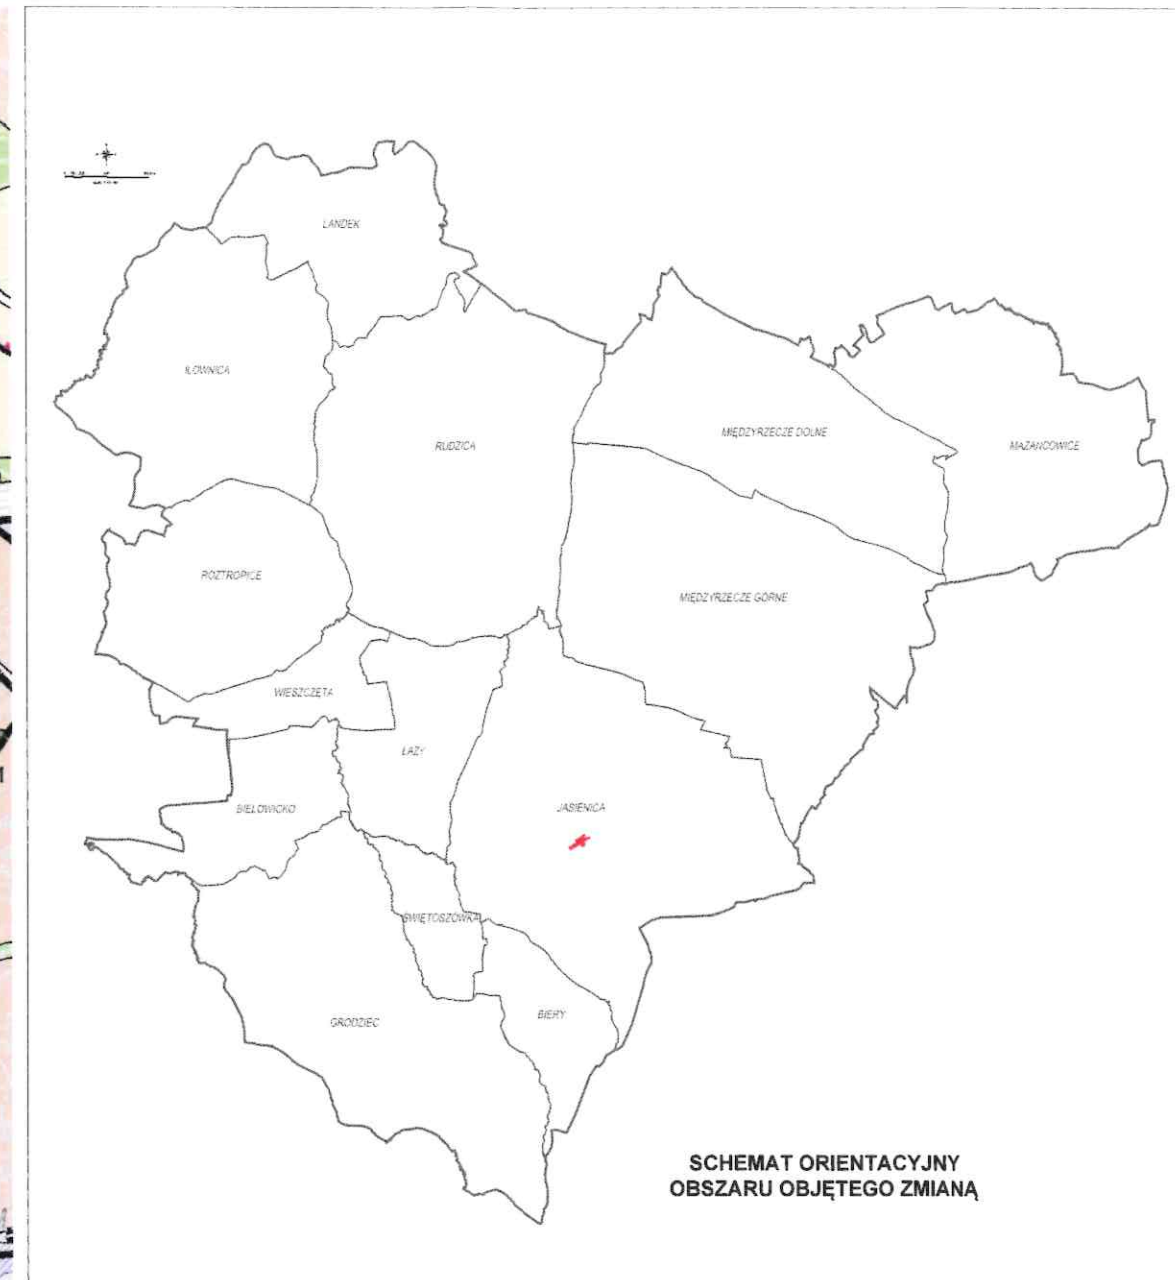 LANDEK
IŁOWNICA
RUDZICA
MIĘDZYRZECZE DOLNE
MAZAŃCOWICE
ROZTROPICE
MIĘDZYRZECZE GÓRNE
WIESZCZĘTA
ŁAZY
BIELOWICKO
JASIENICA
ŚWIĘTOSZÓWKA
GRODZIEC
BIERY
SCHEMAT ORIENTACYJNY
OBSZARU OBJĘTEGO ZMIANĄ